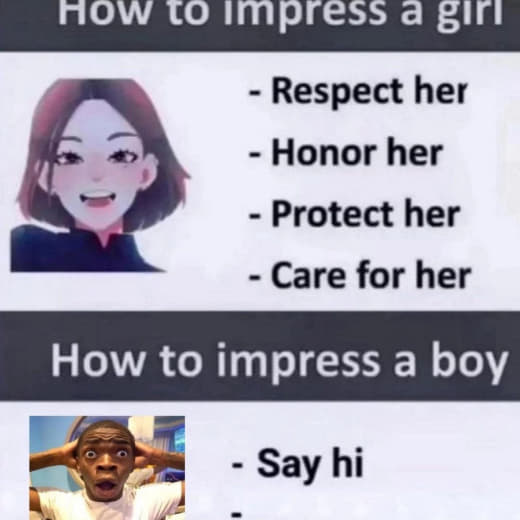 How to impress a girl
- Respect her
- Honor her
- Protect her
- Care for her
How to impress a boy
- Say hi
-